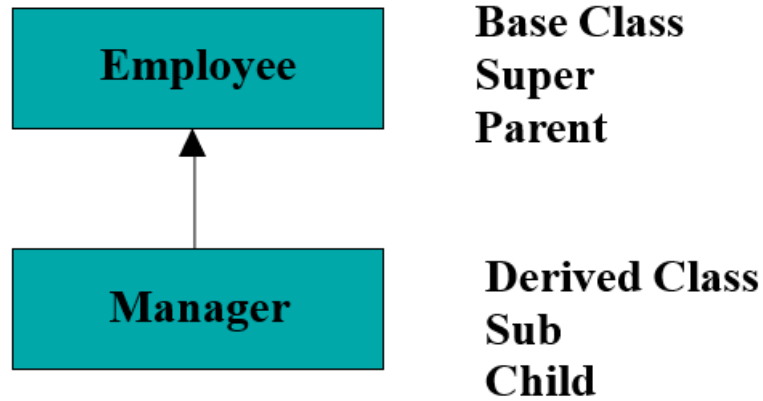 Employee
Base Class
Super
Parent
Manager
Derived Class
Sub
Child